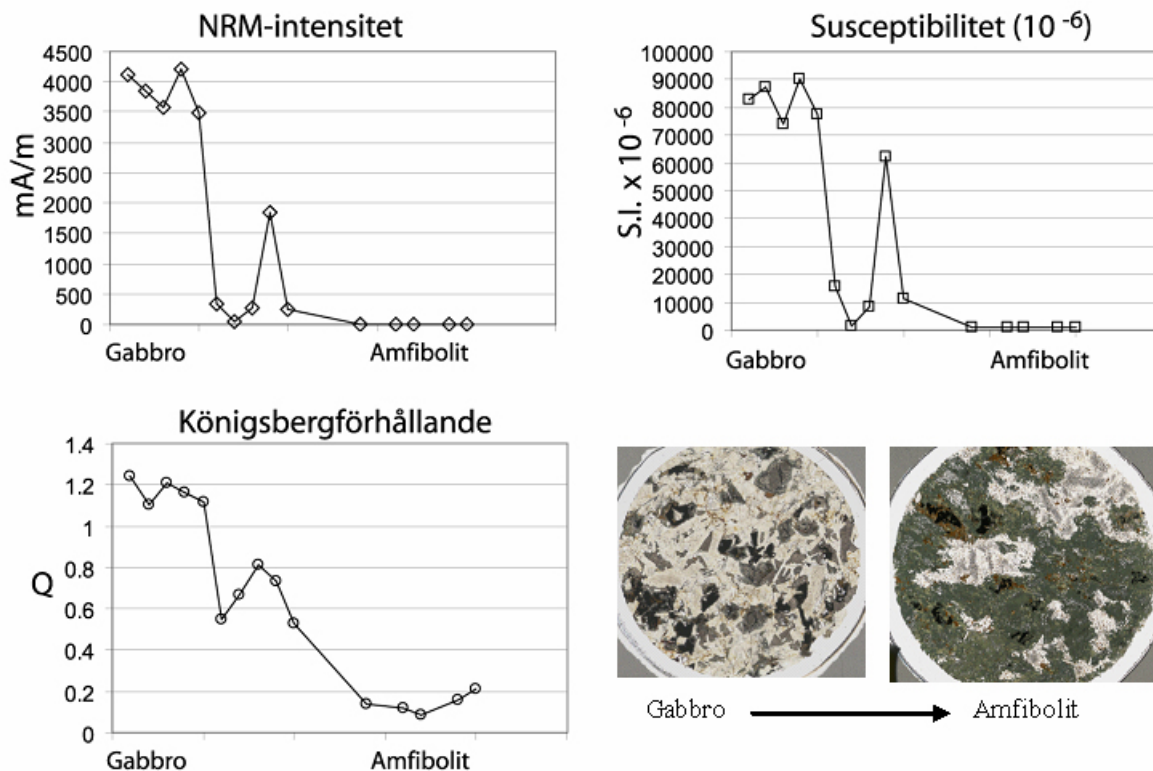 NRM-intensitet
4500
4000
3500
3000
2500
2000
1500
1000
500
0
mA/m
Gabbro Amfibolit
Susceptibilitet (10 -6)
100000
90000
80000
70000
60000
50000
40000
30000
20000
10000
0
S.I. x 10 -6
Gabbro Amfibolit
Königsbergförhållande
1.4
1.2
1
0.8
0.6
0.4
0.2
0
Q
Gabbro Amfibolit
Gabbro Amfibolit